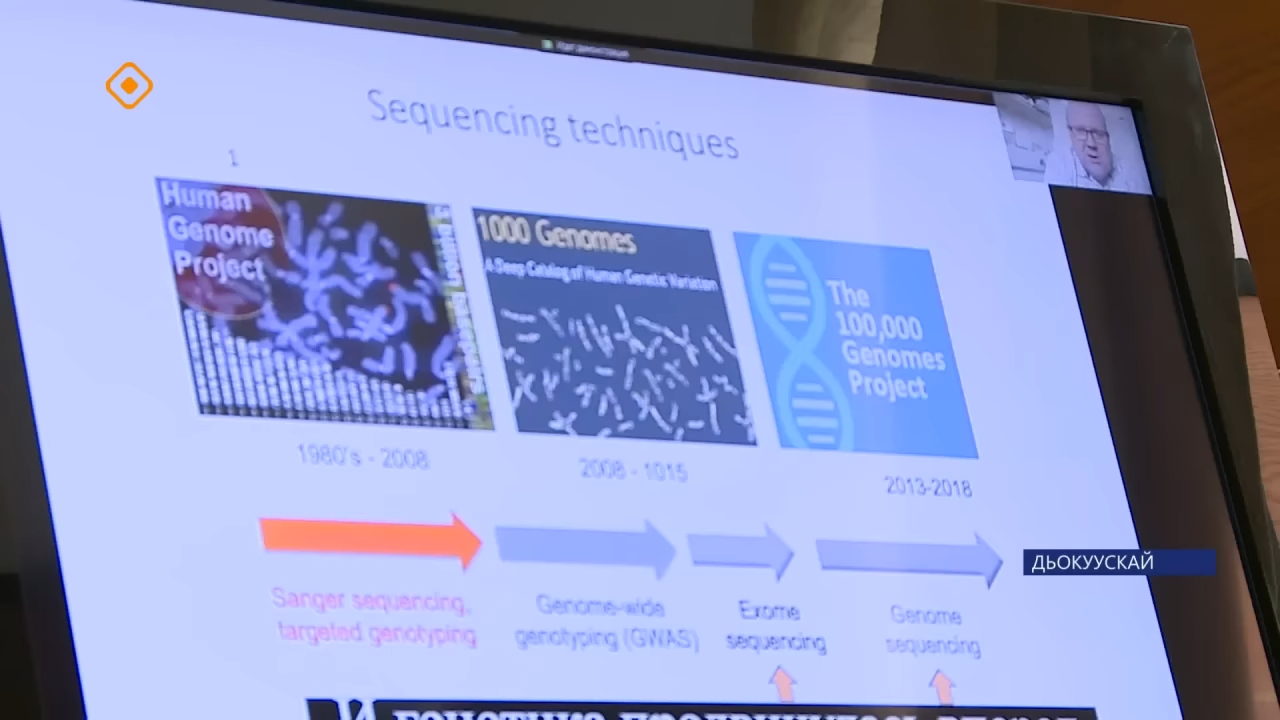 Sequencing techniques
1
Human
Genome
Project
1000 Genomes
A Deep Catalog of Human Genetic Variation
The
100,000
Genomes
Project
1980's - 2008
2008 - 1015
2013-2018
ДЬОКУУСКАЙ
Sanger sequencing,
targeted genotyping
Genome-wide
genotyping (GWAS)
Exome
sequencing
Genome
sequencing